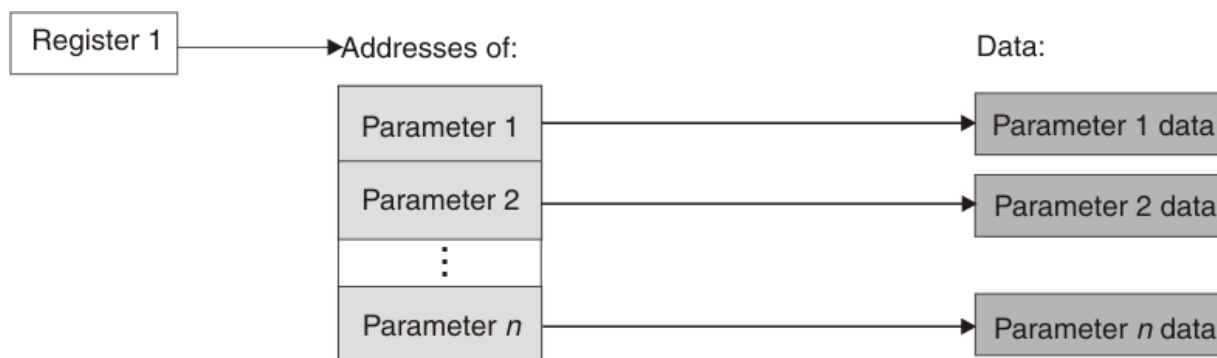 Register 1
Addresses of:
Data:
Parameter 1
Parameter 1 data
Parameter 2
Parameter 2 data
⋮
Parameter n
Parameter n data